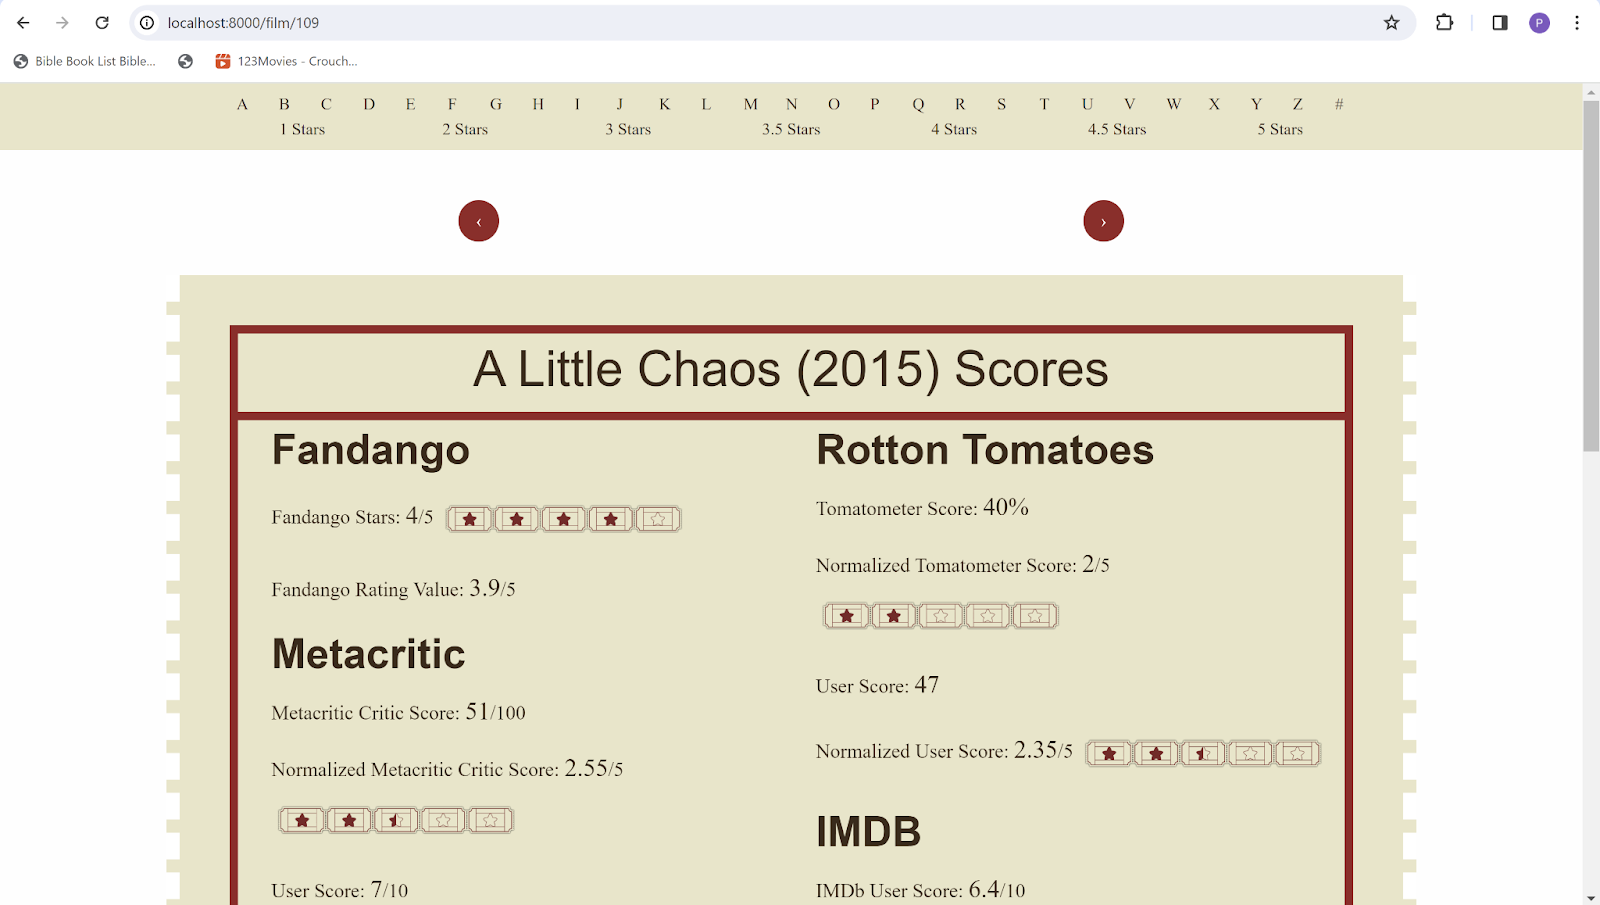 localhost:8000/film/109
P
Bible Book List Bible...
123Movies - Crouch...
A B C D E F G H I J K L M N O P Q R S T U V W X Y Z #
1 Stars 2 Stars 3 Stars 3.5 Stars 4 Stars 4.5 Stars 5 Stars
‹ ›
A Little Chaos (2015) Scores
Fandango
Fandango Stars: 4/5
Fandango Rating Value: 3.9/5
Metacritic
Metacritic Critic Score: 51/100
Normalized Metacritic Critic Score: 2.55/5
User Score: 7/10
Rotton Tomatoes
Tomatometer Score: 40%
Normalized Tomatometer Score: 2/5
User Score: 47
Normalized User Score: 2.35/5
IMDB
IMDb User Score: 6.4/10